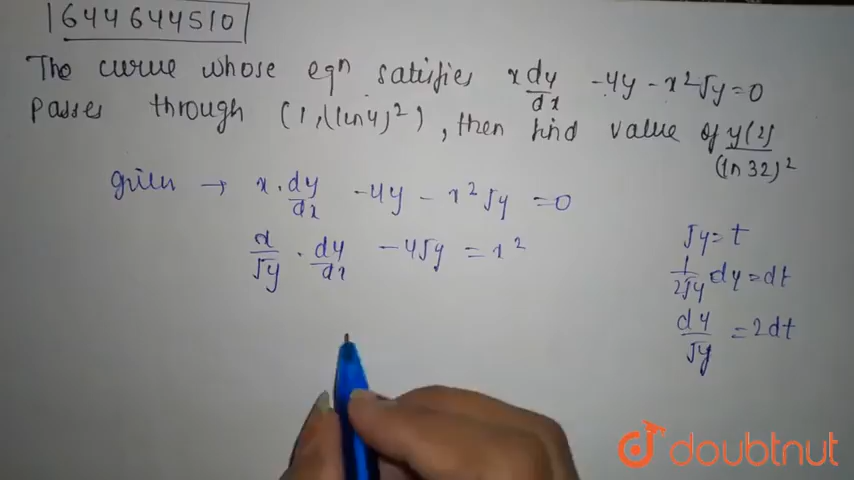 1644644510
The curve whose eqⁿ satisfies x dy/dx - 4y - x²√y = 0
passes through (1, (ln4)²), then find value of y(2)/(ln 32)²
given → x · dy/dx - 4y - x²√y = 0
x/√y · dy/dx - 4√y = x²
√y = t
1/2√y dy = dt
dy/√y = 2dt
doubtnut